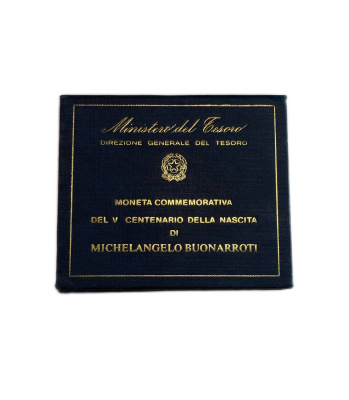 Ministero del Tesoro
DIREZIONE GENERALE DEL TESORO
MONETA COMMEMORATIVA
DEL V CENTENARIO DELLA NASCITA
DI
MICHELANGELO BUONARROTI